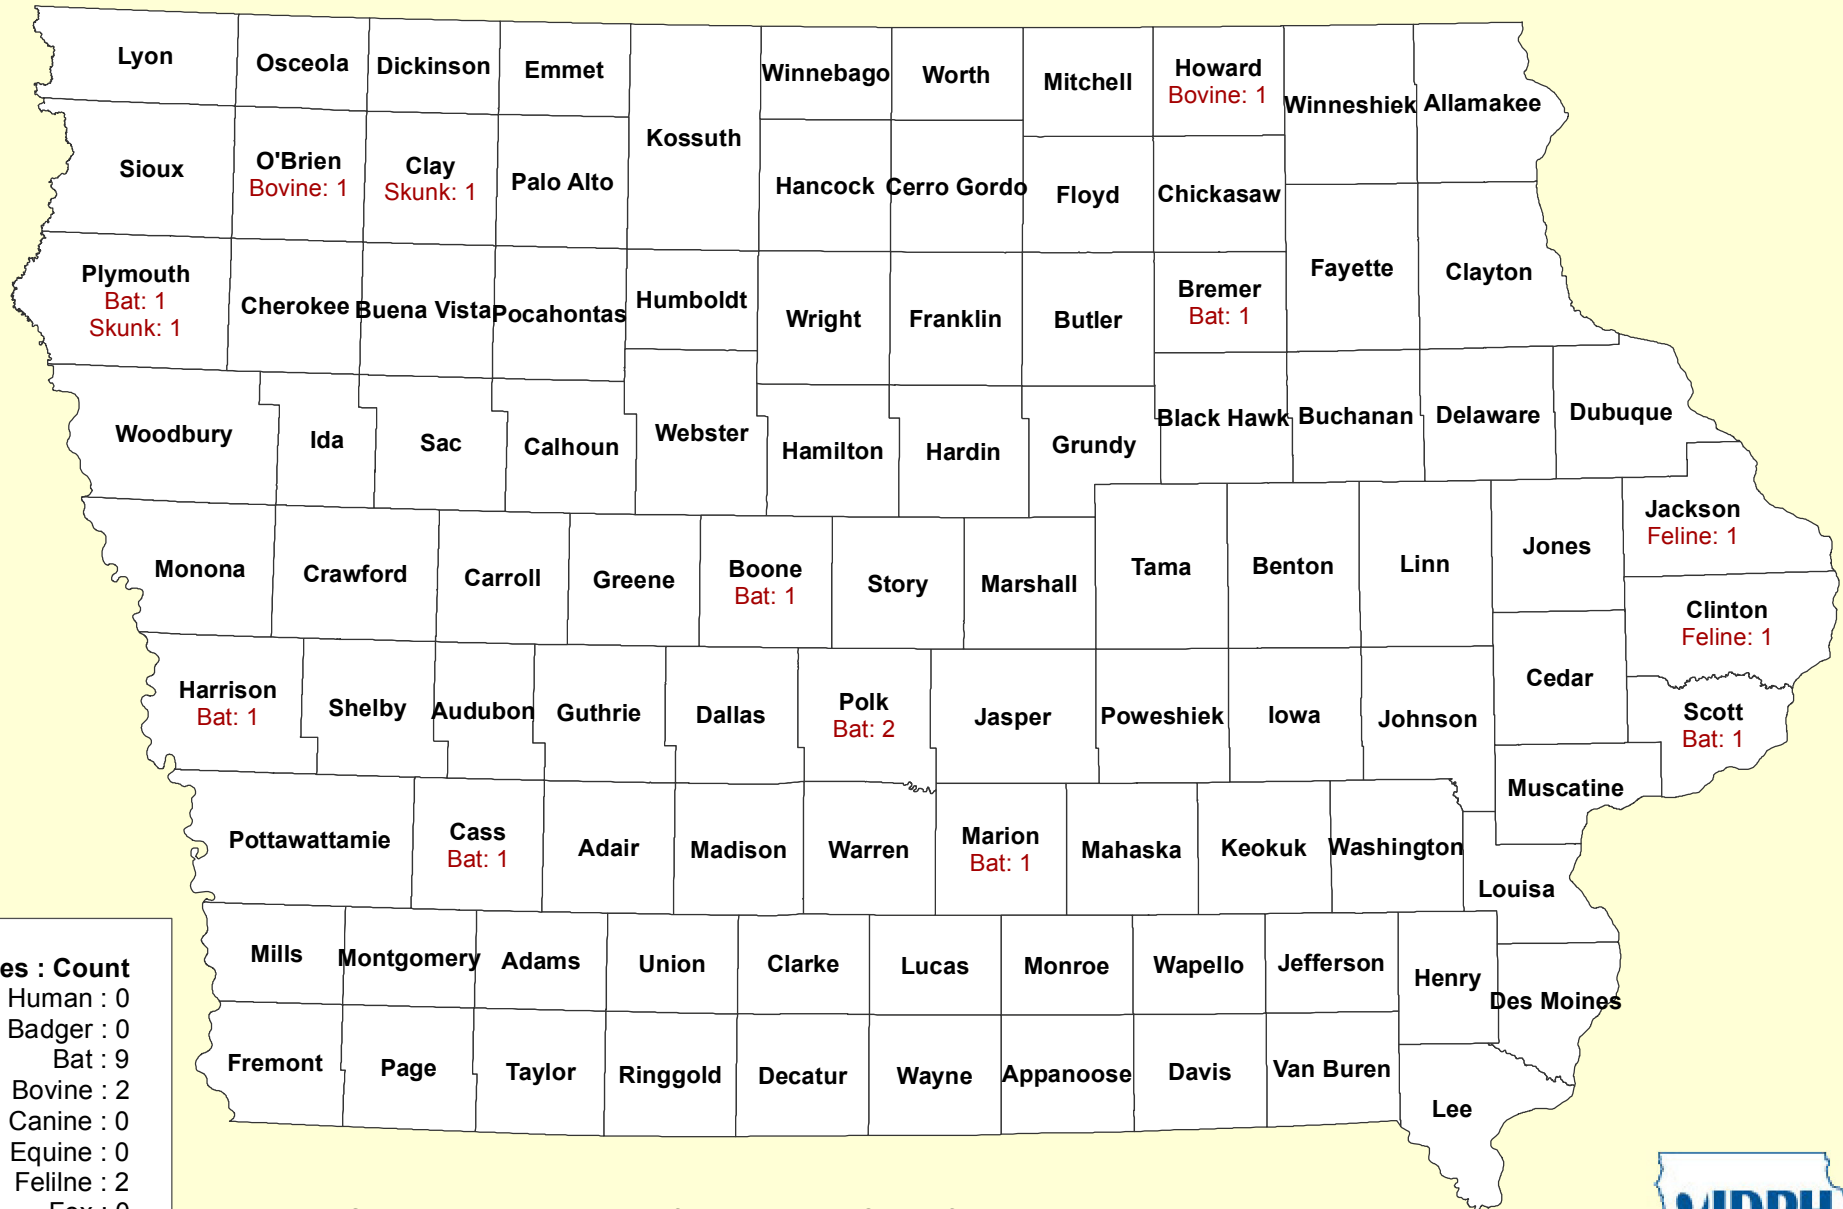 Lyon
Osceola
Dickinson
Emmet
Kossuth
Winnebago
Worth
Mitchell
Howard
Bovine: 1
Winneshiek
Allamakee
Sioux
O'Brien
Bovine: 1
Clay
Skunk: 1
Palo Alto
Hancock
Cerro Gordo
Floyd
Chickasaw
Plymouth
Bat: 1
Skunk: 1
Cherokee
Buena Vista
Pocahontas
Humboldt
Wright
Franklin
Butler
Bremer
Bat: 1
Fayette
Clayton
Woodbury
Ida
Sac
Calhoun
Webster
Hamilton
Hardin
Grundy
Black Hawk
Buchanan
Delaware
Dubuque
Monona
Crawford
Carroll
Greene
Boone
Bat: 1
Story
Marshall
Tama
Benton
Linn
Jones
Jackson
Feline: 1
Clinton
Feline: 1
Harrison
Bat: 1
Shelby
Audubon
Guthrie
Dallas
Polk
Bat: 2
Jasper
Poweshiek
Iowa
Johnson
Cedar
Scott
Bat: 1
Muscatine
Pottawattamie
Cass
Bat: 1
Adair
Madison
Warren
Marion
Bat: 1
Mahaska
Keokuk
Washington
Louisa
Mills
Montgomery
Adams
Union
Clarke
Lucas
Monroe
Wapello
Jefferson
Henry
Des Moines
Fremont
Page
Taylor
Ringgold
Decatur
Wayne
Appanoose
Davis
Van Buren
Lee
es : Count
Human : 0
Badger : 0
Bat : 9
Bovine : 2
Canine : 0
Equine : 0
Felilne : 2
Fox : 0
IDPH